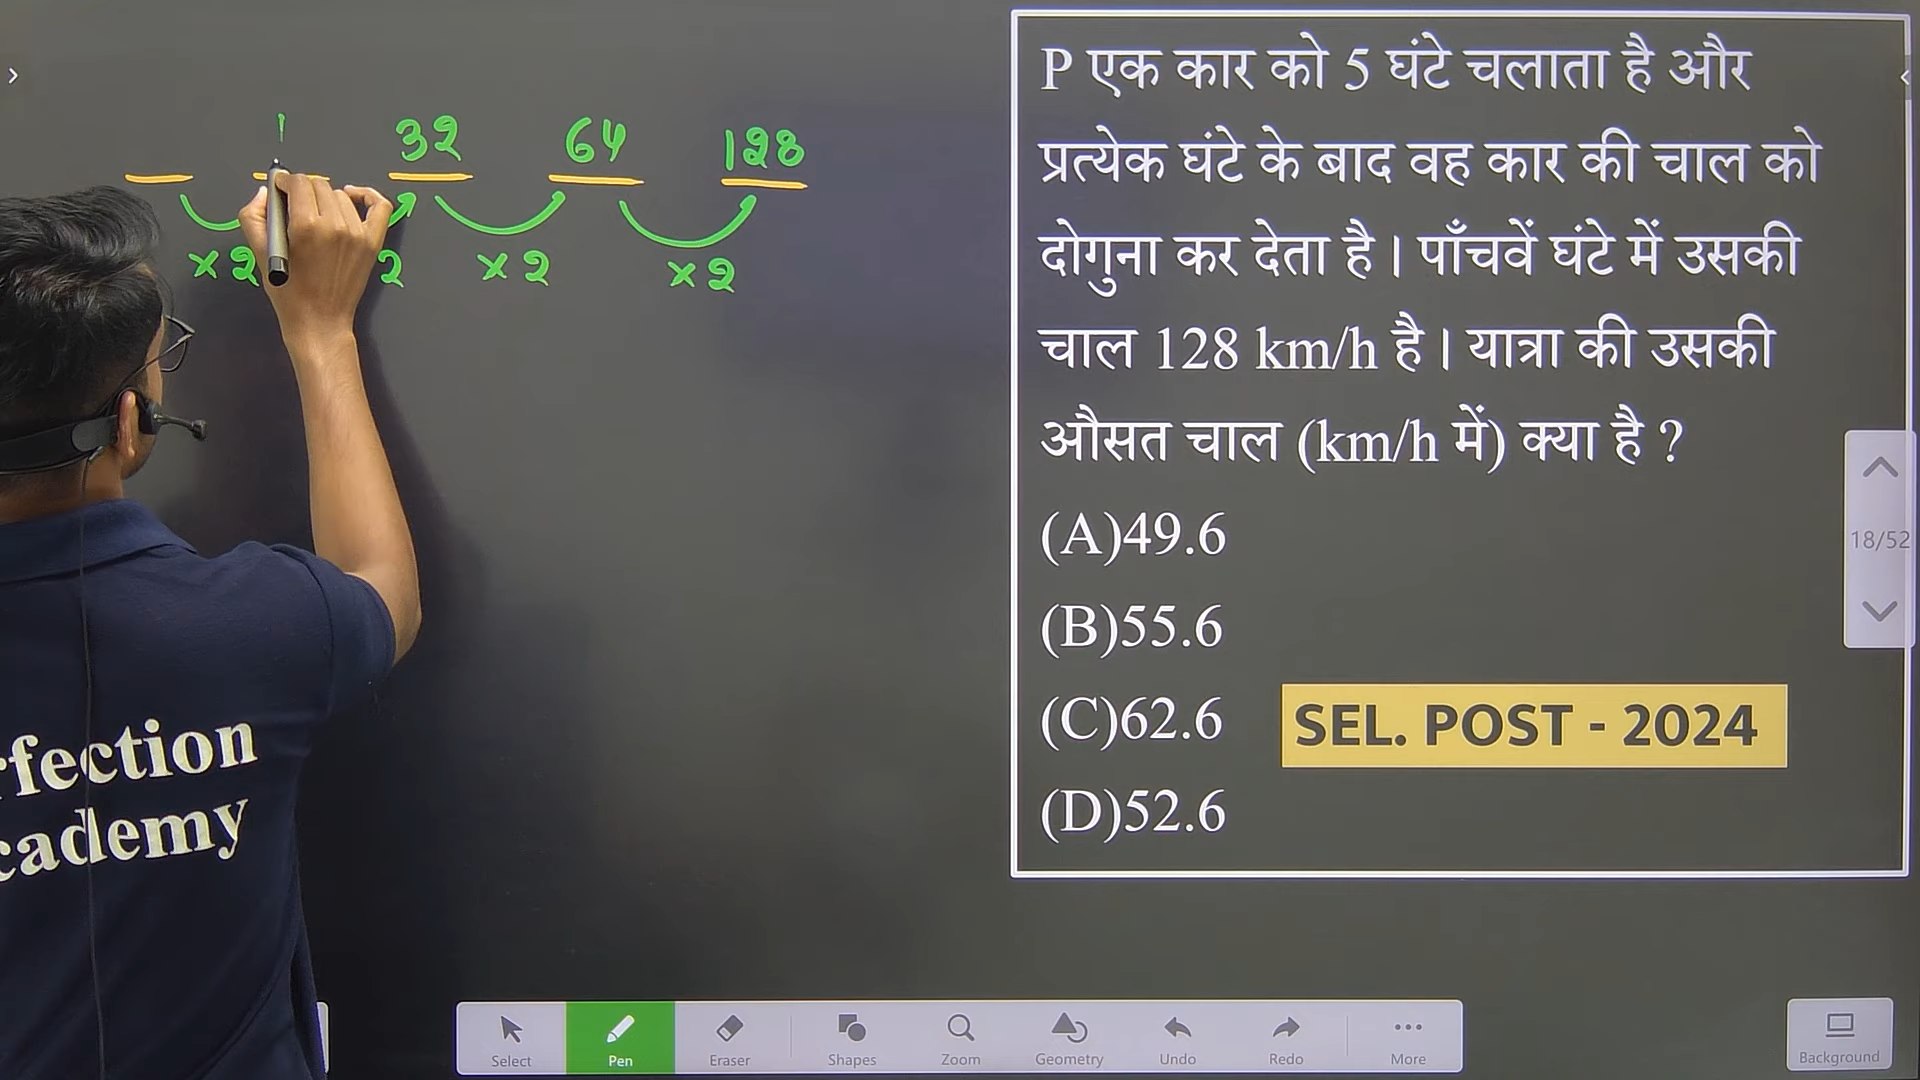 1 32 64 128
×2 2 ×2 ×2
P एक कार को 5 घंटे चलाता है और
प्रत्येक घंटे के बाद वह कार की चाल को
दोगुना कर देता है। पाँचवें घंटे में उसकी
चाल 128 km/h है। यात्रा की उसकी
औसत चाल (km/h में) क्या है ?
(A)49.6
(B)55.6
(C)62.6
(D)52.6
SEL. POST - 2024
18/52
rfection
cademy
Select Pen Eraser Shapes Zoom Geometry Undo Redo More
Background